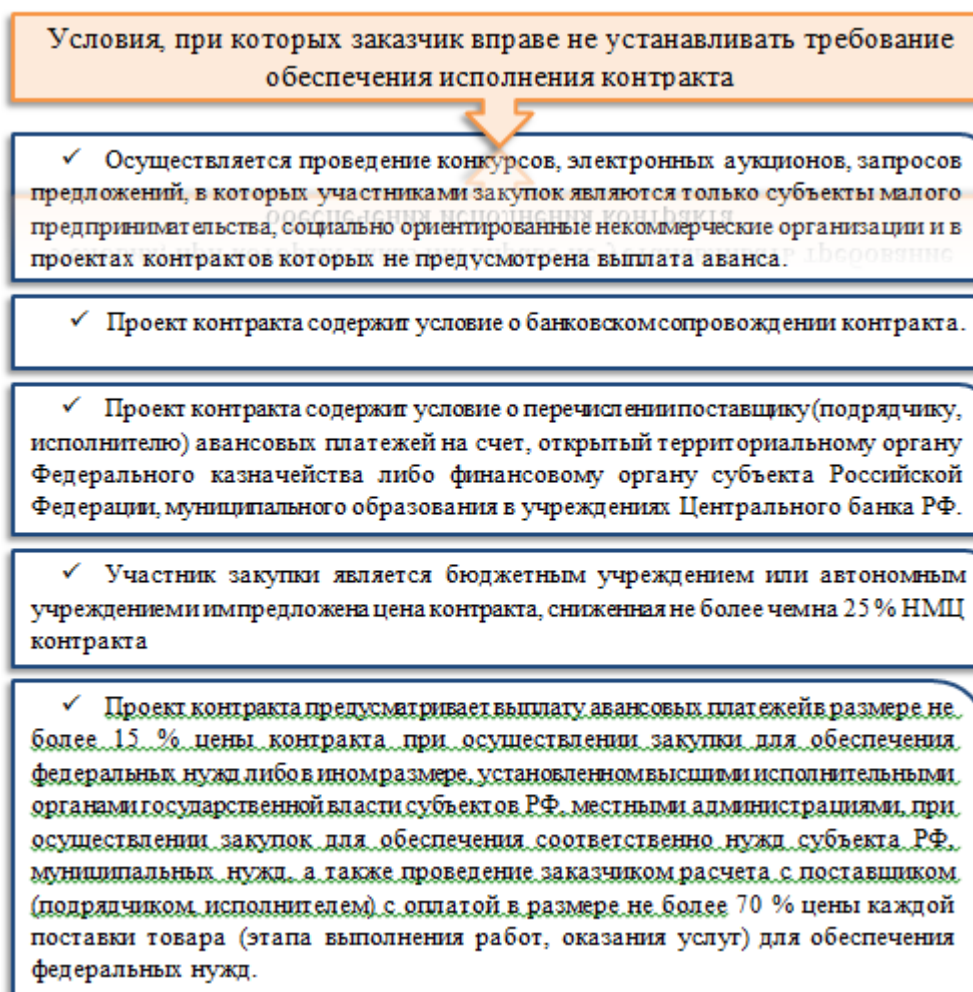 Условия, при которых заказчик вправе не устанавливать требование
обеспечения исполнения контракта
✓ Осуществляется проведение конкурсов, электронных аукционов, запросов
предложений, в которых участниками закупок являются только субъекты малого
предпринимательства, социально ориентированные некоммерческие организации и в
проектах контрактов которых не предусмотрена выплата аванса.
✓ Проект контракта содержит условие о банковском сопровождении контракта.
✓ Проект контракта содержит условие о перечислении поставщику (подрядчику,
исполнителю) авансовых платежей на счет, открытый территориальному органу
Федерального казначейства либо финансовому органу субъекта Российской
Федерации, муниципального образования в учреждениях Центрального банка РФ.
✓ Участник закупки является бюджетным учреждением или автономным
учреждением и им предложена цена контракта, сниженная не более чем на 25 % НМЦ
контракта
✓ Проект контракта предусматривает выплату авансовых платежей в размере не
более 15 % цены контракта при осуществлении закупки для обеспечения
федеральных нужд либо в ином размере, установленном высшими исполнительными
органами государственной власти субъектов РФ, местными администрациями, при
осуществлении закупок для обеспечения соответственно нужд субъекта РФ,
муниципальных нужд, а также проведение заказчиком расчета с поставщиком
(подрядчиком, исполнителем) с оплатой в размере не более 70 % цены каждой
поставки товара (этапа выполнения работ, оказания услуг) для обеспечения
федеральных нужд.